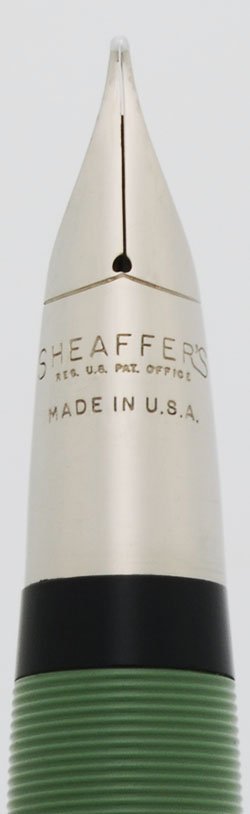 SHEAFFER'S
REG. U.S. PAT. OFFICE
MADE IN U.S.A.